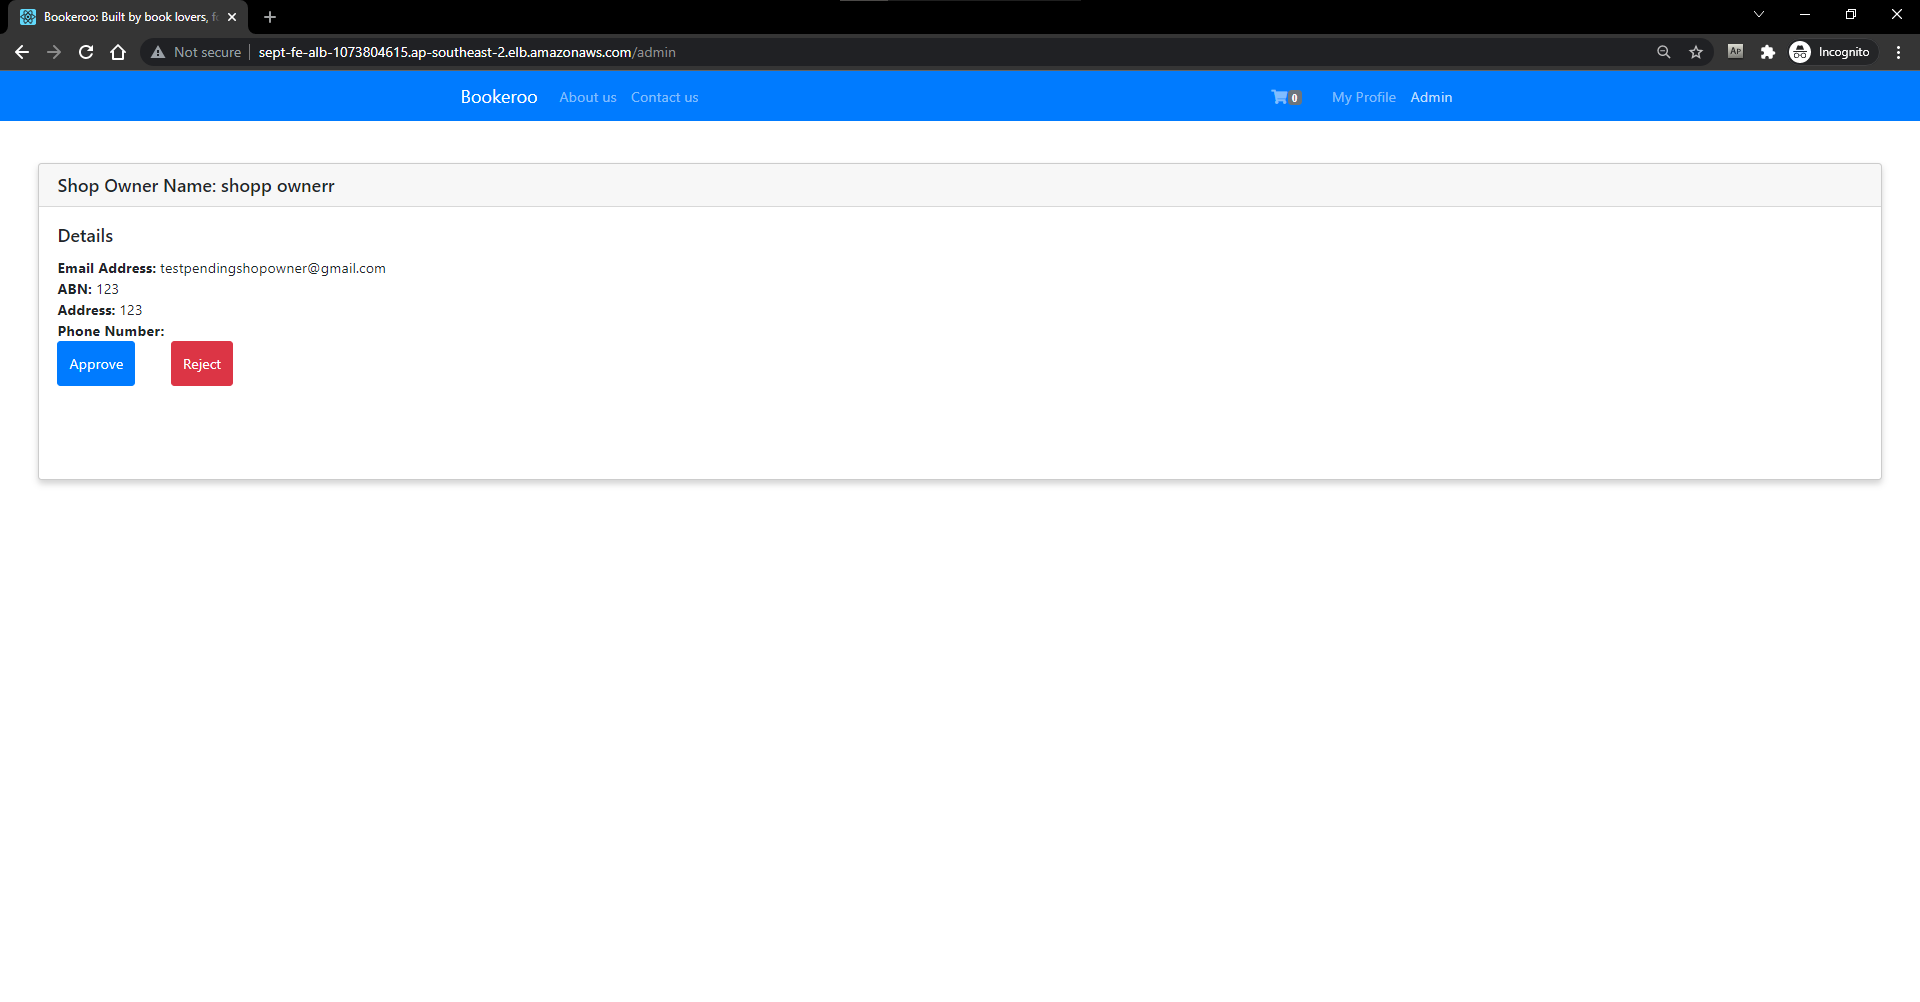 Bookeroo: Built by book lovers, fo
Not secure sept-fe-alb-1073804615.ap-southeast-2.elb.amazonaws.com/admin AP Incognito
Bookeroo About us Contact us 0 My Profile Admin
Shop Owner Name: shopp ownerr
Details
Email Address: testpendingshopowner@gmail.com
ABN: 123
Address: 123
Phone Number:
Approve Reject